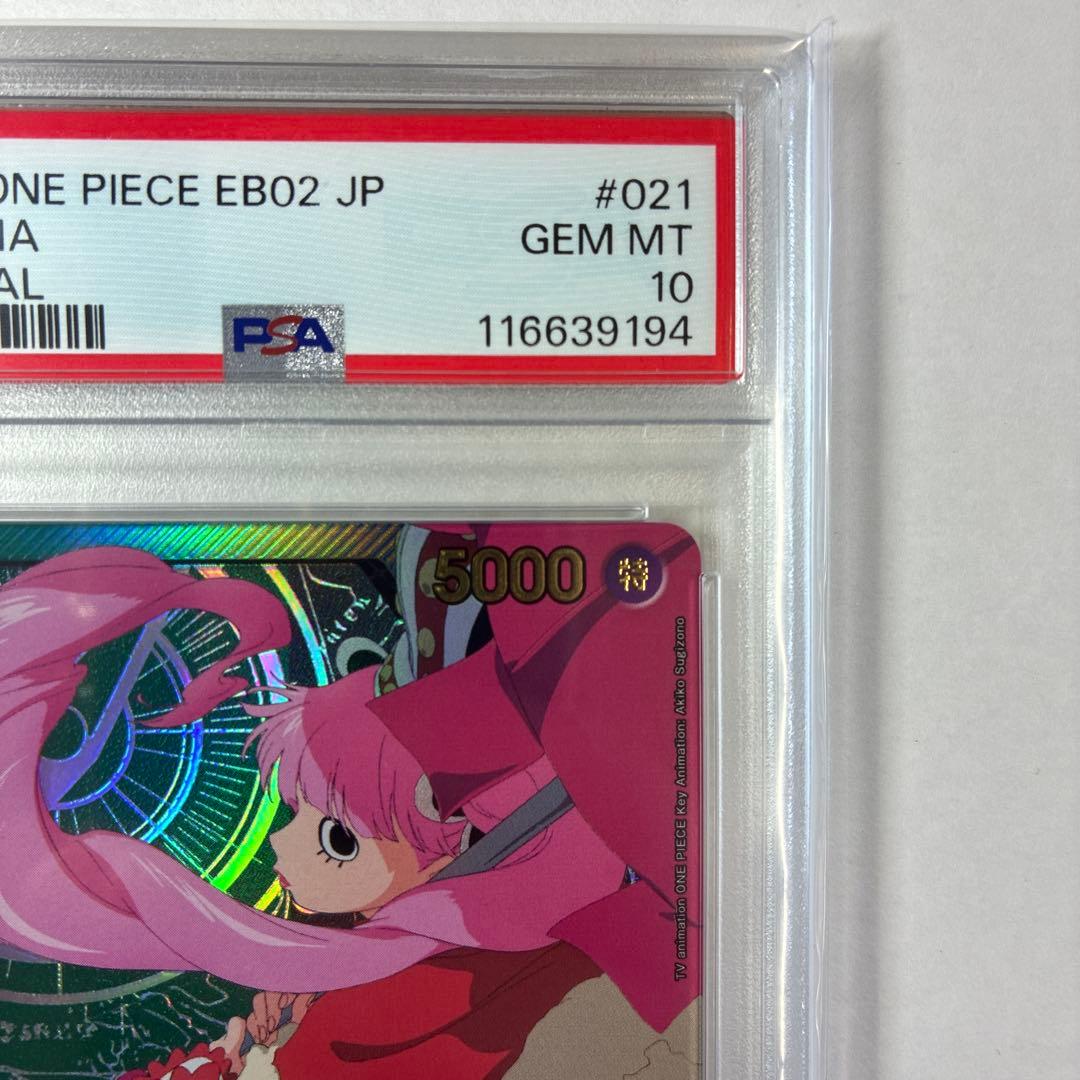 ONE PIECE EB02 JP
#021
IA
GEM MT
AL
10
PSA
116639194
5000
特
TV animation ONE PIECE Key Animation: Akiko Sugizono